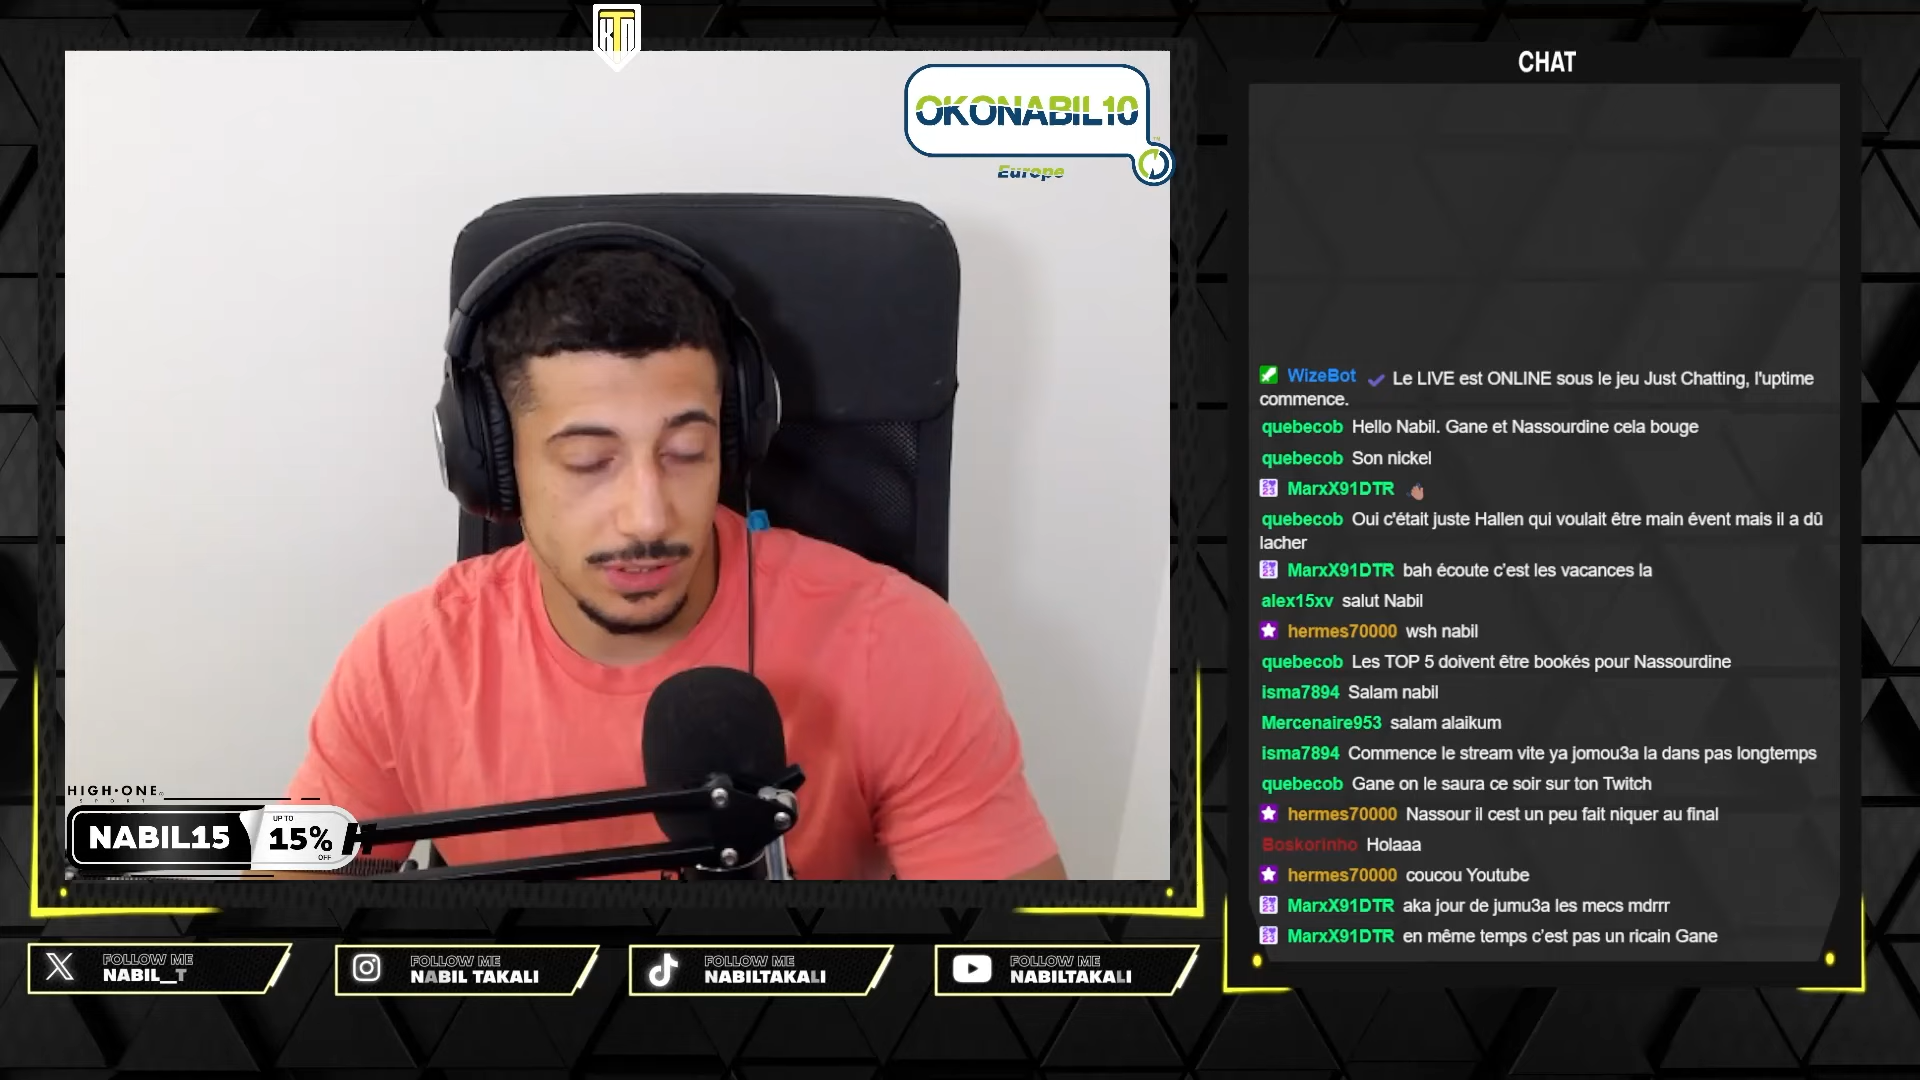 KTN
OKONABIL10
Europe
HIGH·ONE
SPORT
NABIL15
UP TO
15%
OFF
H
FOLLOW ME
NABIL__T
FOLLOW ME
NABIL TAKALI
FOLLOW ME
NABILTAKALI
FOLLOW ME
NABILTAKALI
CHAT
WizeBot Le LIVE est ONLINE sous le jeu Just Chatting, l'uptime
commence.
quebecob Hello Nabil. Gane et Nassourdine cela bouge
quebecob Son nickel
MarxX91DTR
quebecob Oui c'était juste Hallen qui voulait être main évent mais il a dû
lacher
MarxX91DTR bah écoute c’est les vacances la
alex15xv salut Nabil
hermes70000 wsh nabil
quebecob Les TOP 5 doivent être bookés pour Nassourdine
isma7894 Salam nabil
Mercenaire953 salam alaikum
isma7894 Commence le stream vite ya jomou3a la dans pas longtemps
quebecob Gane on le saura ce soir sur ton Twitch
hermes70000 Nassour il cest un peu fait niquer au final
Boskorinho Holaaa
hermes70000 coucou Youtube
MarxX91DTR aka jour de jumu3a les mecs mdrrr
MarxX91DTR en même temps c’est pas un ricain Gane